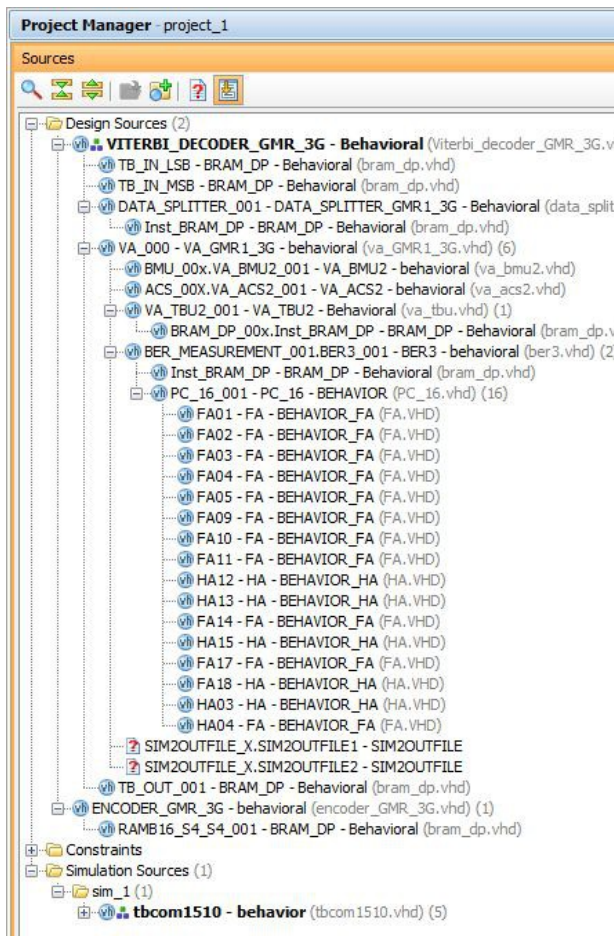 Project Manager - project_1
Sources
Design Sources (2)
VITERBI_DECODER_GMR_3G - Behavioral (Viterbi_decoder_GMR_3G.v
TB_IN_LSB - BRAM_DP - Behavioral (bram_dp.vhd)
TB_IN_MSB - BRAM_DP - Behavioral (bram_dp.vhd)
DATA_SPLITTER_001 - DATA_SPLITTER_GMR1_3G - Behavioral (data_split
Inst_BRAM_DP - BRAM_DP - Behavioral (bram_dp.vhd)
VA_000 - VA_GMR1_3G - behavioral (va_GMR1_3G.vhd) (6)
BMU_00x.VA_BMU2_001 - VA_BMU2 - behavioral (va_bmu2.vhd)
ACS_00X.VA_ACS2_001 - VA_ACS2 - behavioral (va_acs2.vhd)
VA_TBU2_001 - VA_TBU2 - Behavioral (va_tbu.vhd) (1)
BRAM_DP_00x.Inst_BRAM_DP - BRAM_DP - Behavioral (bram_dp.v
BER_MEASUREMENT_001.BER3_001 - BER3 - behavioral (ber3.vhd) (2
Inst_BRAM_DP - BRAM_DP - Behavioral (bram_dp.vhd)
PC_16_001 - PC_16 - BEHAVIOR (PC_16.vhd) (16)
FA01 - FA - BEHAVIOR_FA (FA.VHD)
FA02 - FA - BEHAVIOR_FA (FA.VHD)
FA03 - FA - BEHAVIOR_FA (FA.VHD)
FA04 - FA - BEHAVIOR_FA (FA.VHD)
FA05 - FA - BEHAVIOR_FA (FA.VHD)
FA09 - FA - BEHAVIOR_FA (FA.VHD)
FA10 - FA - BEHAVIOR_FA (FA.VHD)
FA11 - FA - BEHAVIOR_FA (FA.VHD)
HA12 - HA - BEHAVIOR_HA (HA.VHD)
HA13 - HA - BEHAVIOR_HA (HA.VHD)
FA14 - FA - BEHAVIOR_FA (FA.VHD)
HA15 - HA - BEHAVIOR_HA (HA.VHD)
FA17 - FA - BEHAVIOR_FA (FA.VHD)
FA18 - HA - BEHAVIOR_HA (HA.VHD)
HA03 - HA - BEHAVIOR_HA (HA.VHD)
HA04 - FA - BEHAVIOR_FA (FA.VHD)
SIM2OUTFILE_X.SIM2OUTFILE1 - SIM2OUTFILE
SIM2OUTFILE_X.SIM2OUTFILE2 - SIM2OUTFILE
TB_OUT_001 - BRAM_DP - Behavioral (bram_dp.vhd)
ENCODER_GMR_3G - behavioral (encoder_GMR_3G.vhd) (1)
RAMB16_S4_S4_001 - BRAM_DP - Behavioral (bram_dp.vhd)
Constraints
Simulation Sources (1)
sim_1 (1)
tbcom1510 - behavior (tbcom1510.vhd) (5)